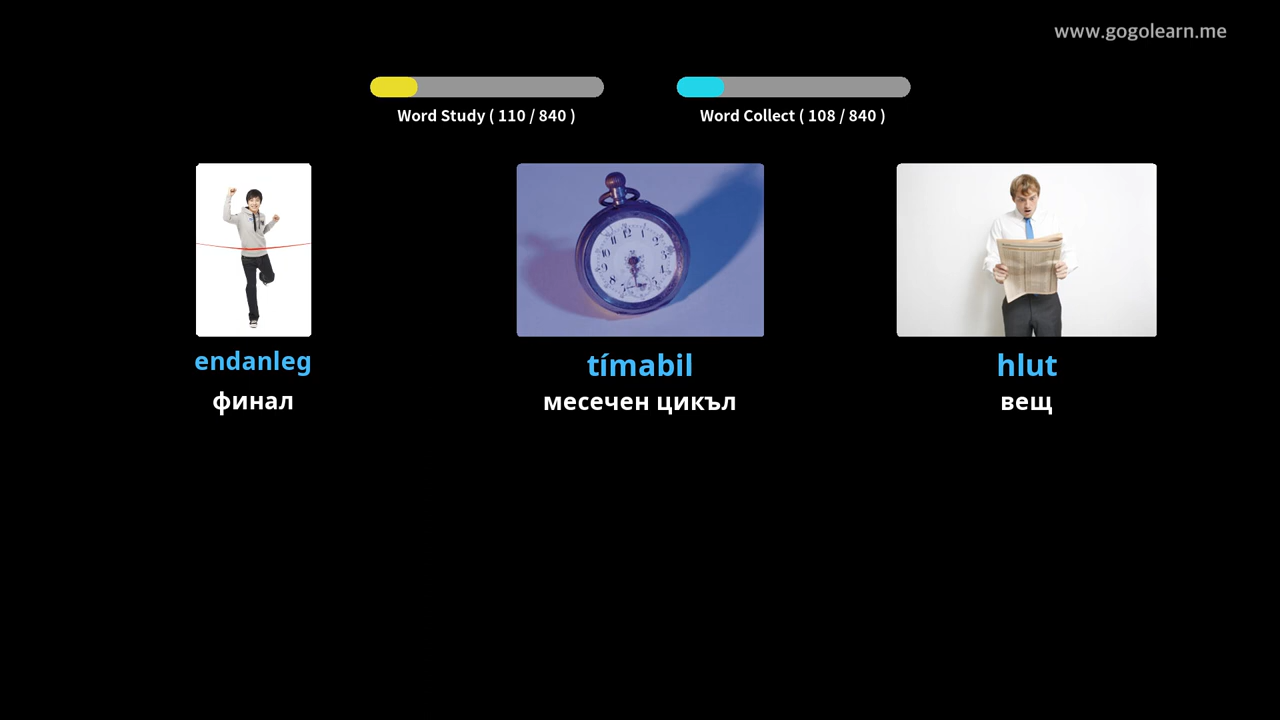 www.gogolearn.me
Word Study ( 110 / 840 )
Word Collect ( 108 / 840 )
endanleg
tímabil
hlut
финал
месечен цикъл
вещ